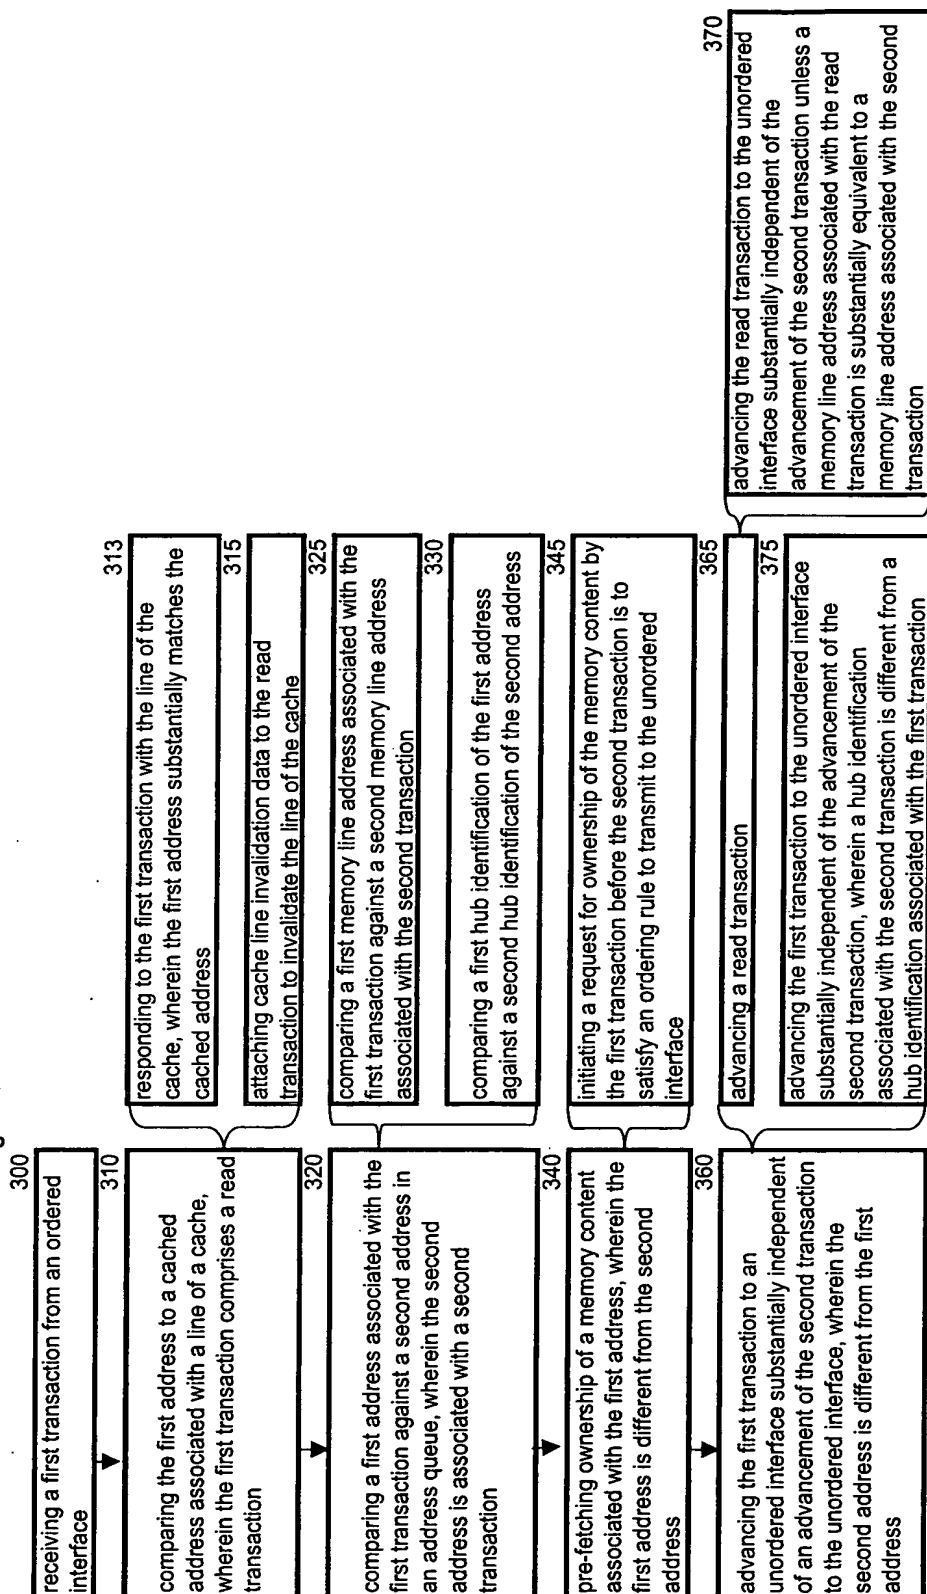 300
receiving a first transaction from an ordered
interface
310
comparing the first address to a cached
address associated with a line of a cache,
wherein the first transaction comprises a read
transaction
313
responding to the first transaction with the line of the
cache, wherein the first address substantially matches the
cached address
315
attaching cache line invalidation data to the read
transaction to invalidate the line of the cache
320
comparing a first address associated with the
first transaction against a second address in
an address queue, wherein the second
address is associated with a second
transaction
325
comparing a first memory line address associated with the
first transaction against a second memory line address
associated with the second transaction
330
comparing a first hub identification of the first address
against a second hub identification of the second address
340
pre-fetching ownership of a memory content
associated with the first address, wherein the
first address is different from the second
address
345
initiating a request for ownership of the memory content by
the first transaction before the second transaction is to
satisfy an ordering rule to transmit to the unordered
interface
360
advancing the first transaction to an
unordered interface substantially independent
of an advancement of the second transaction
to the unordered interface, wherein the
second address is different from the first
address
365
advancing a read transaction
370
advancing the read transaction to the unordered
interface substantially independent of the
advancement of the second transaction unless a
memory line address associated with the read
transaction is substantially equivalent to a
memory line address associated with the second
transaction
375
advancing the first transaction to the unordered interface
substantially independent of the advancement of the
second transaction, wherein a hub identification
associated with the second transaction is different from a
hub identification associated with the first transaction